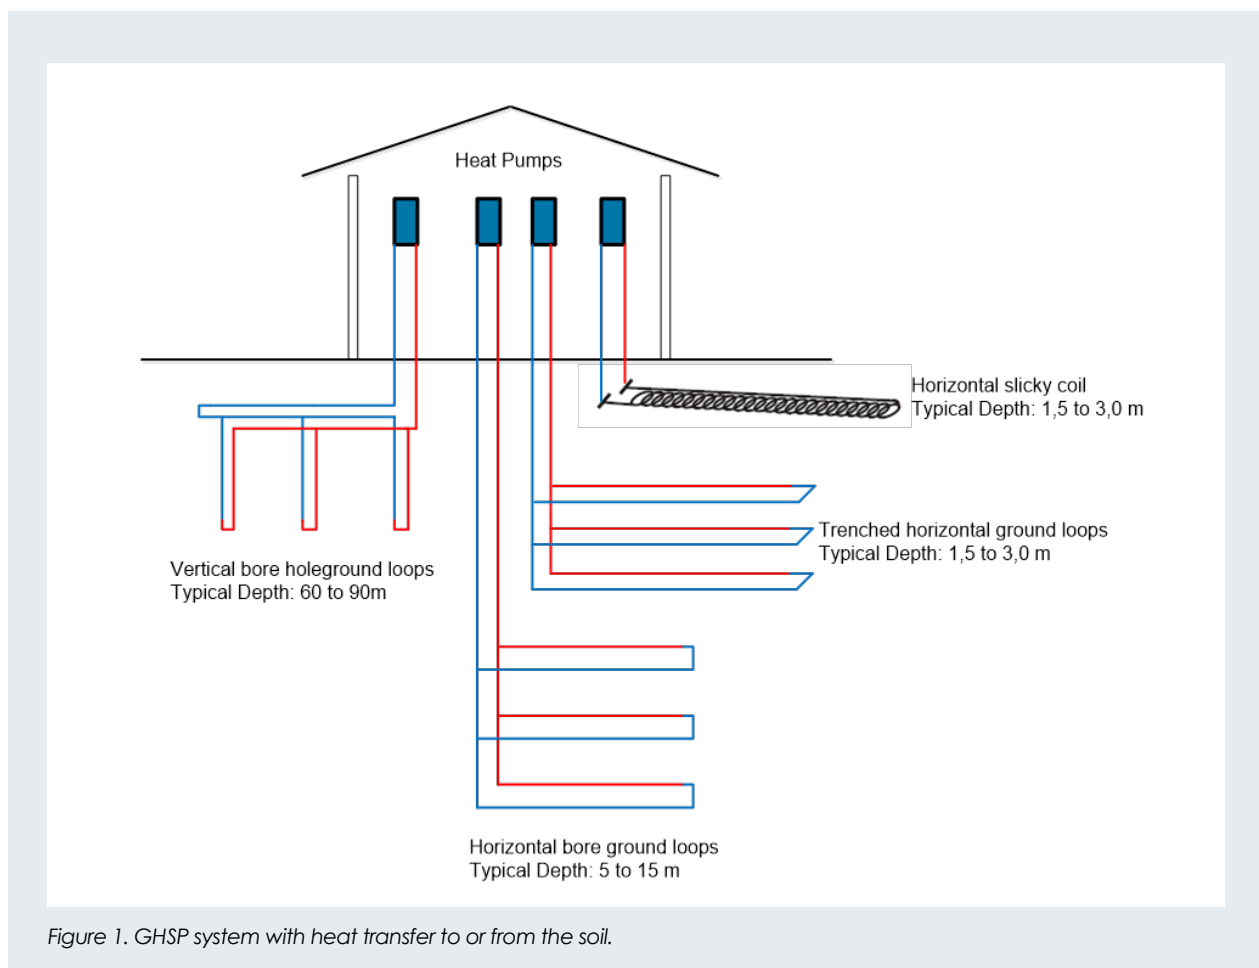 Heat Pumps
Horizontal slicky coil
Typical Depth: 1,5 to 3,0 m
Trenched horizontal ground loops
Typical Depth: 1,5 to 3,0 m
Vertical bore holeground loops
Typical Depth: 60 to 90m
Horizontal bore ground loops
Typical Depth: 5 to 15 m
Figure 1. GHSP system with heat transfer to or from the soil.